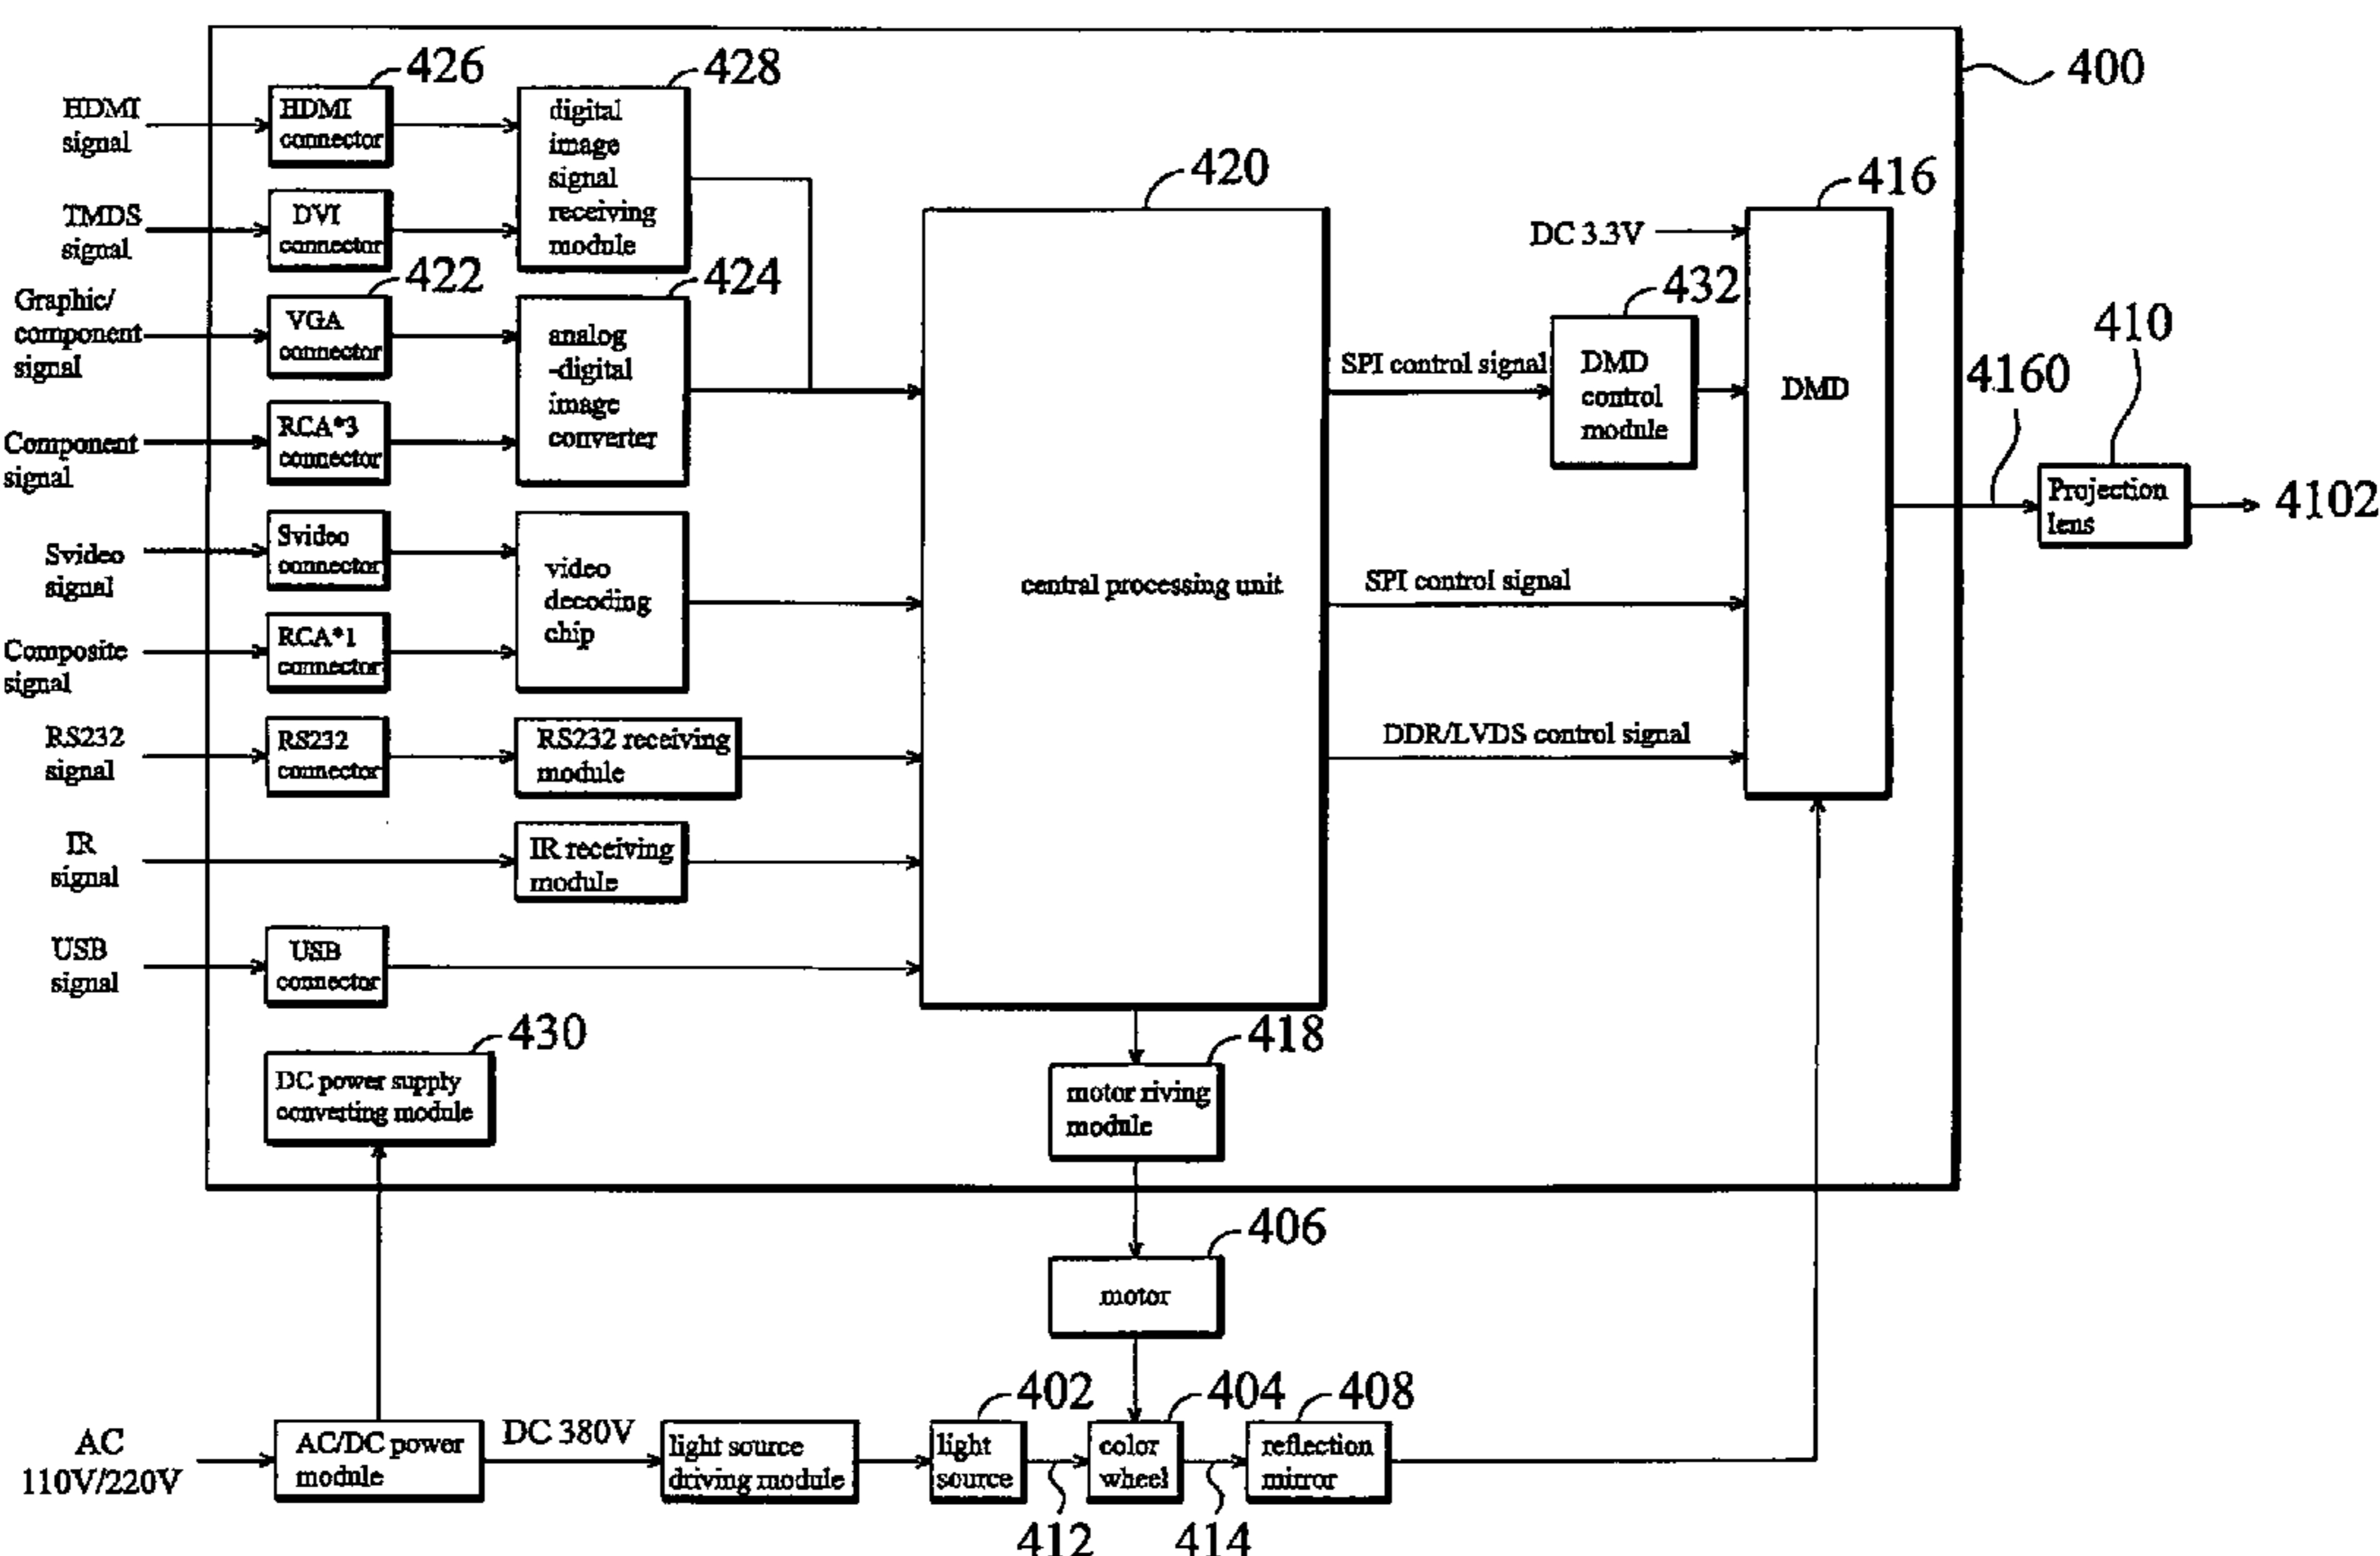 426
428
400
HDMI
signal
HDMI
connector
digital
image
signal
receiving
module
420
416
TMDS
signal
DVI
connector
DC 3.3V
422
424
432
410
Graphic/
component
signal
VGA
connector
analog
-digital
image
converter
SPI control signal
DMD
control
module
DMD
4160
Component
signal
RCA*3
connector
Projection
lens
4102
Svideo
signal
Svideo
connector
video
decoding
chip
central processing unit
SPI control signal
Composite
signal
RCA*1
connector
RS232
signal
RS232
connector
RS232 receiving
module
DDR/LVDS control signal
IR
signal
IR receiving
module
USB
signal
USB
connector
430
418
DC power supply
converting module
motor riving
module
406
motor
402
404
408
AC
110V/220V
AC/DC power
module
DC 380V
light source
driving module
light
source
color
wheel
reflection
mirror
412
414